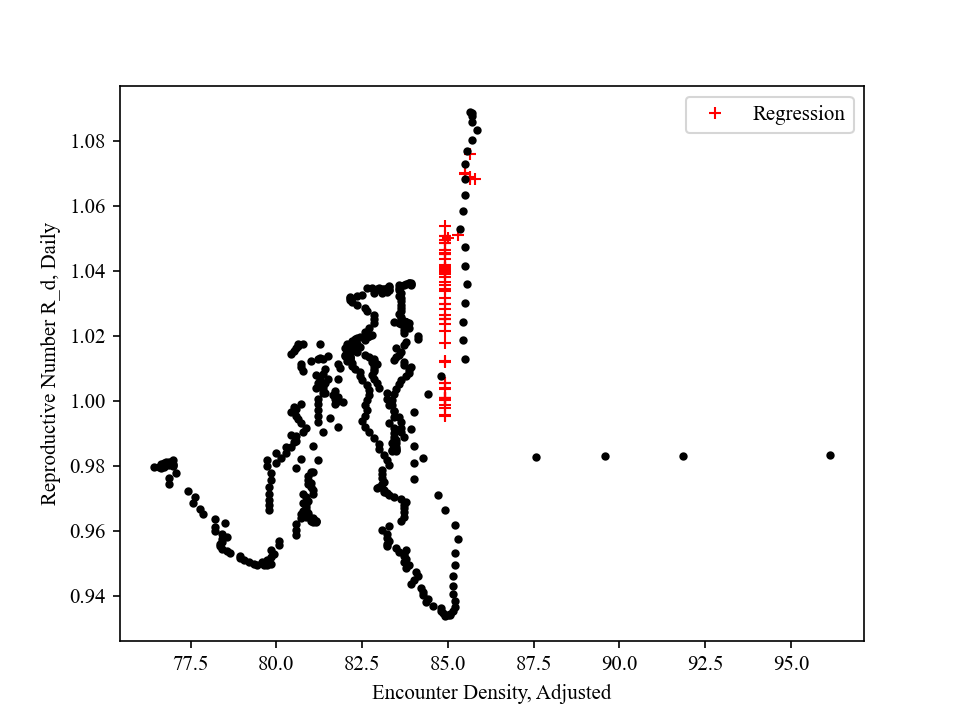 Regression
1.08
1.06
1.04
1.02
1.00
0.98
0.96
0.94
Reproductive Number R_d, Daily
77.5 80.0 82.5 85.0 87.5 90.0 92.5 95.0
Encounter Density, Adjusted